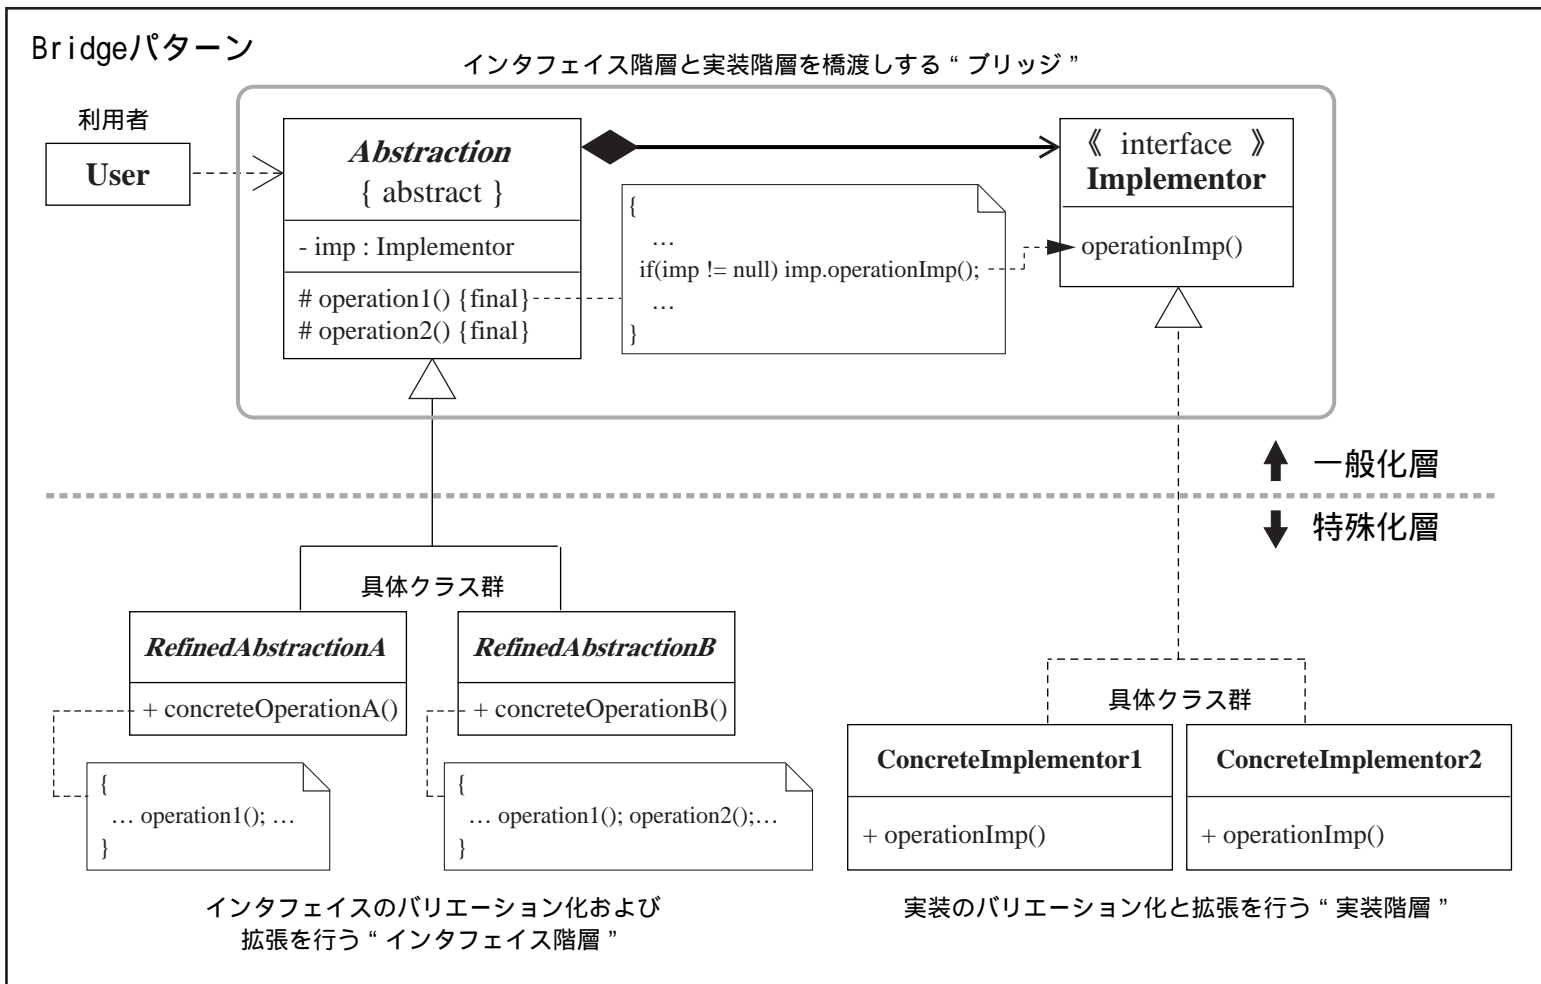 Bridgeパターン
インタフェイス階層と実装階層を橋渡しする“ ブリッジ ”
利用者
User
Abstraction
{ abstract }
- imp : Implementor
# operation1() {final}
# operation2() {final}
{
…
if(imp != null) imp.operationImp();
…
}
《 interface 》
Implementor
operationImp()
一般化層
特殊化層
具体クラス群
RefinedAbstractionA
+ concreteOperationA()
{
… operation1(); …
}
RefinedAbstractionB
+ concreteOperationB()
{
… operation1(); operation2();…
}
具体クラス群
ConcreteImplementor1
+ operationImp()
ConcreteImplementor2
+ operationImp()
インタフェイスのバリエーション化および
拡張を行う“ インタフェイス階層 ”
実装のバリエーション化と拡張を行う“ 実装階層 ”